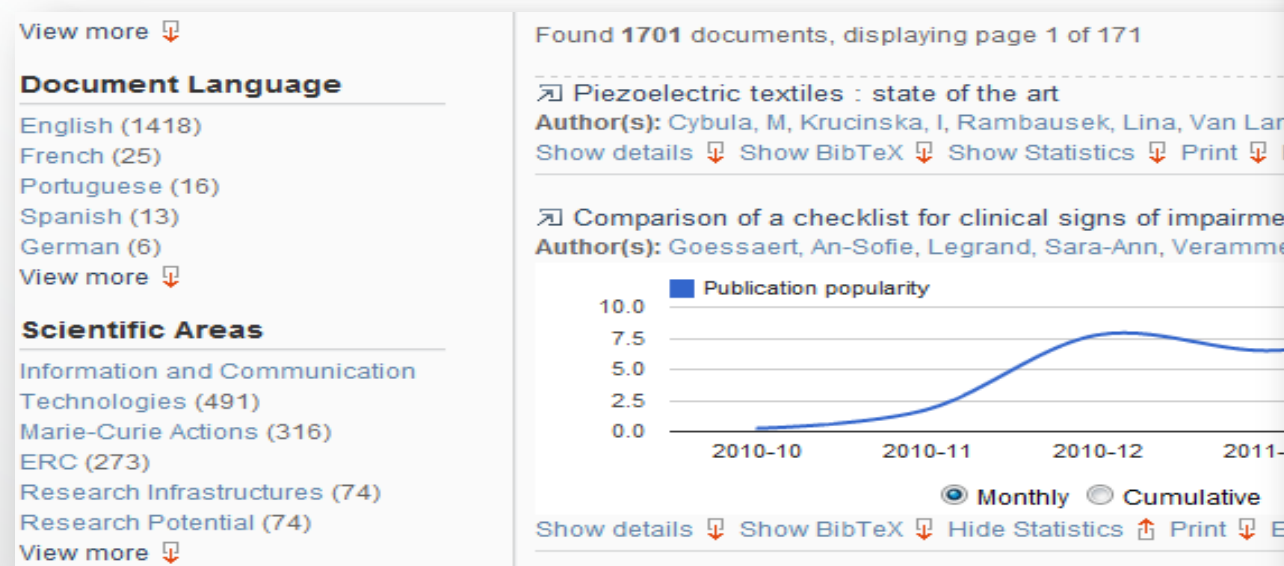 View more
Document Language
English (1418)
French (25)
Portuguese (16)
Spanish (13)
German (6)
View more
Scientific Areas
Information and Communication
Technologies (491)
Marie-Curie Actions (316)
ERC (273)
Research Infrastructures (74)
Research Potential (74)
View more
Found 1701 documents, displaying page 1 of 171
Piezoelectric textiles : state of the art
Author(s): Cybula, M, Krucinska, I, Rambausek, Lina, Van
Show details Show BibTeX Show Statistics Print
Comparison of a checklist for clinical signs of
Author(s): Goessaert, An-Sofie, Legrand, Sara-Ann,
Publication popularity
10.0
7.5
5.0
2.5
0.0
2010-10 2010-11 2010-12 2011-
Monthly Cumulative
Show details Show BibTeX Hide Statistics Print